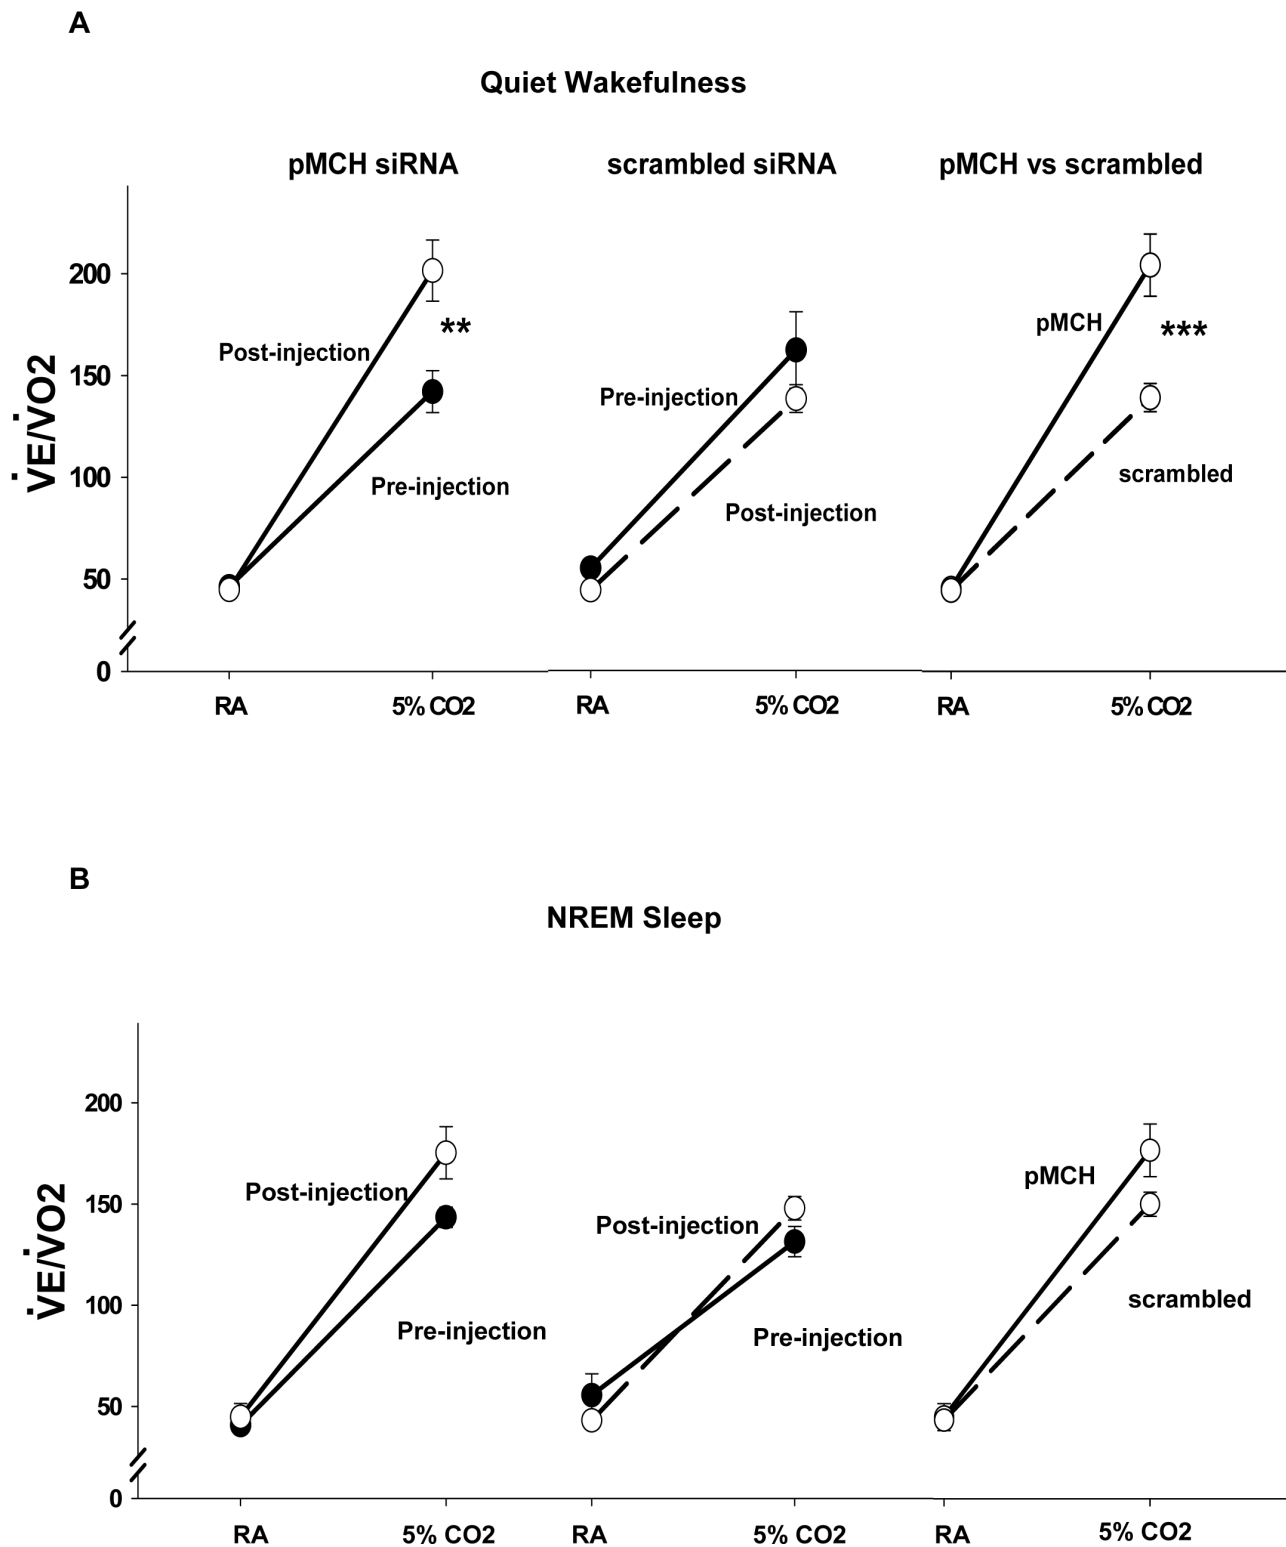 A
Quiet Wakefulness
pMCH siRNA scrambled siRNA pMCH vs scrambled
V̇E/V̇O2
200
150
100
50
0
Post-injection
**
Pre-injection
Pre-injection
Post-injection
pMCH
***
scrambled
RA 5% CO2 RA 5% CO2 RA 5% CO2
B
NREM Sleep
V̇E/V̇O2
200
150
100
50
0
Post-injection
Pre-injection
Post-injection
Pre-injection
pMCH
scrambled
RA 5% CO2 RA 5% CO2 RA 5% CO2